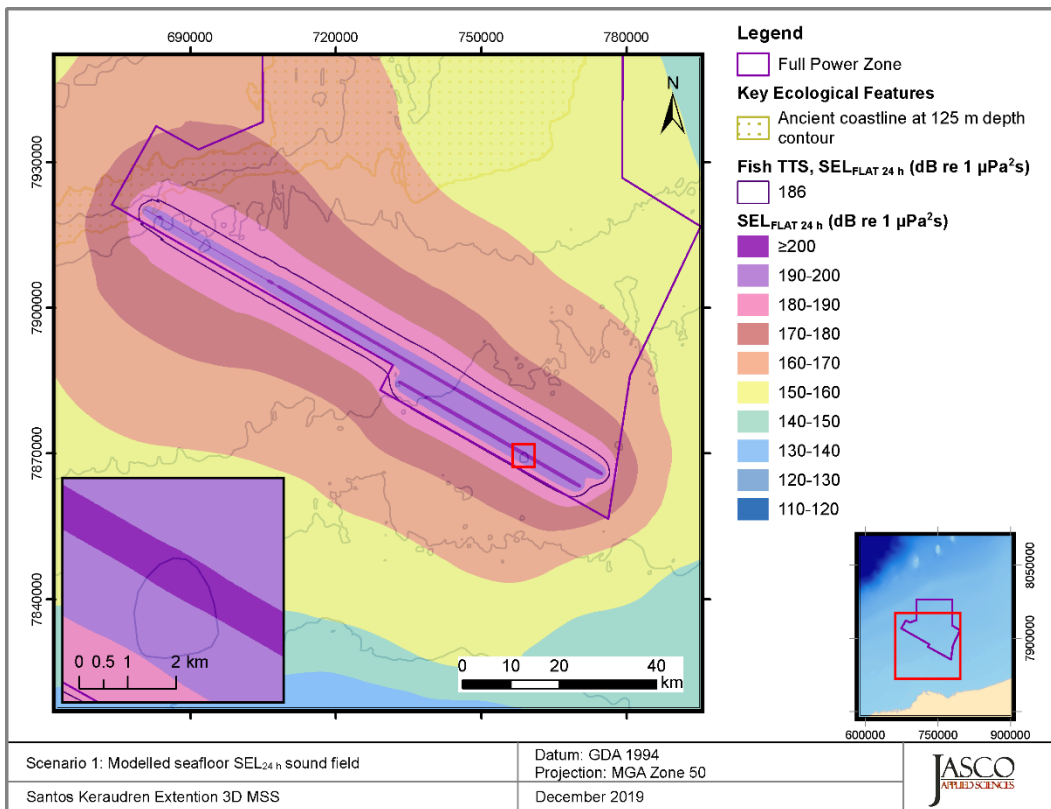 690000 720000 750000 780000
7930000
7900000
7870000
7840000
N
0 0.5 1 2 km
0 10 20 40
km
Legend
Full Power Zone
Key Ecological Features
Ancient coastline at 125 m depth
contour
Fish TTS, SEL_FLAT 24 h (dB re 1 µPa²s)
186
SEL_FLAT 24 h (dB re 1 µPa²s)
≥200
190-200
180-190
170-180
160-170
150-160
140-150
130-140
120-130
110-120
8050000
7900000
600000 750000 900000
Scenario 1: Modelled seafloor SEL_24 h sound field
Datum: GDA 1994
Projection: MGA Zone 50
Santos Keraudren Extention 3D MSS
December 2019
JASCO
APPLIED SCIENCES